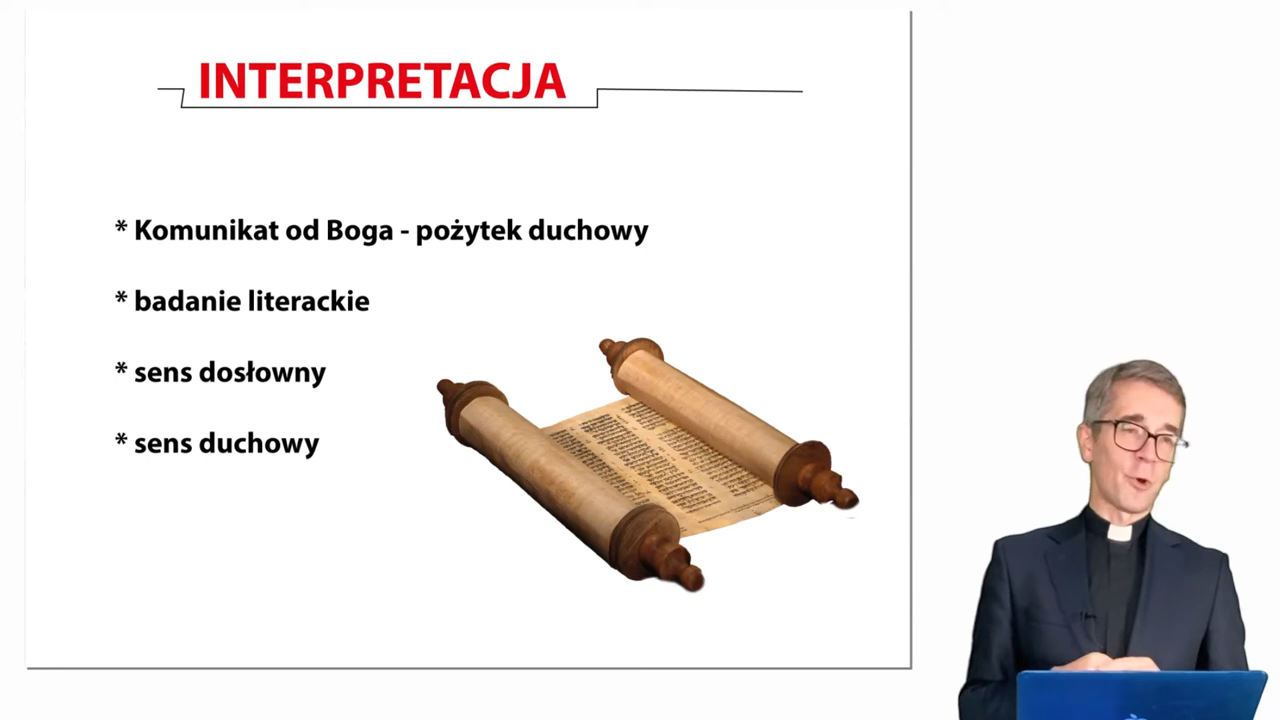 INTERPRETACJA
* Komunikat od Boga - pożytek duchowy
* badanie literackie
* sens dosłowny
* sens duchowy